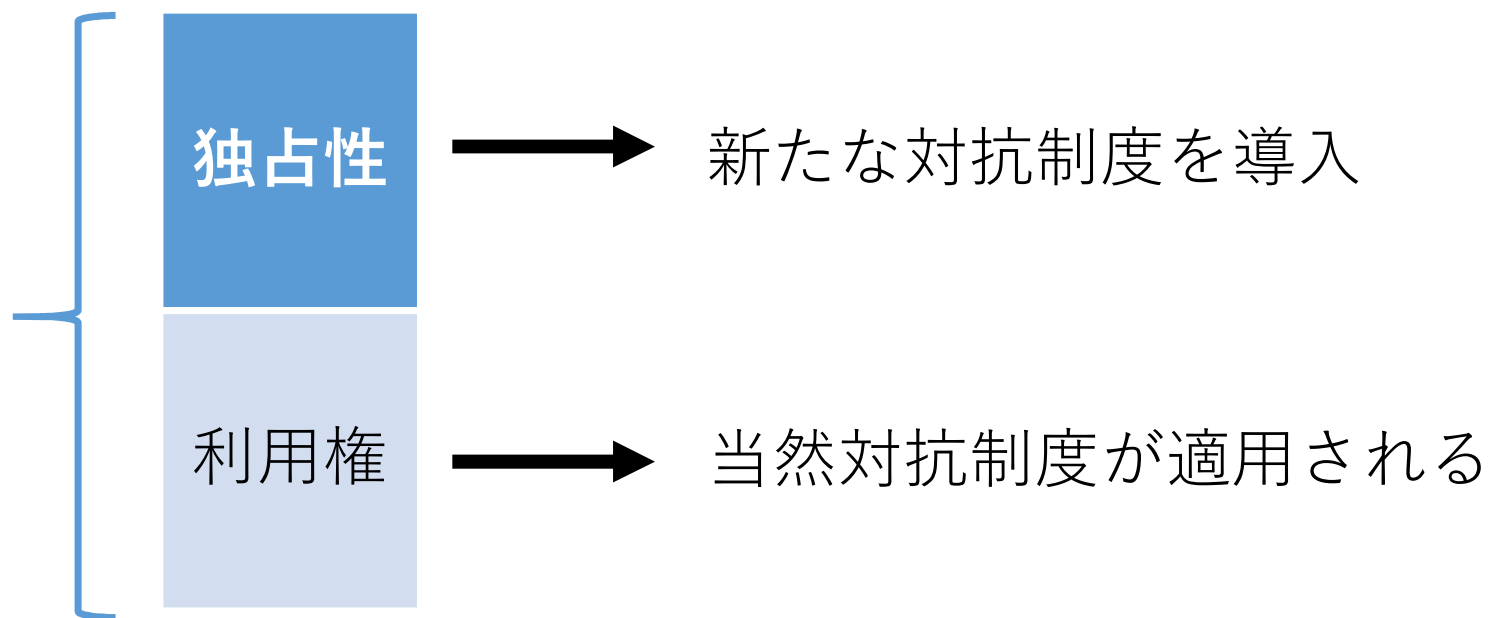 独占性
新たな対抗制度を導入
利用権
当然対抗制度が適用される